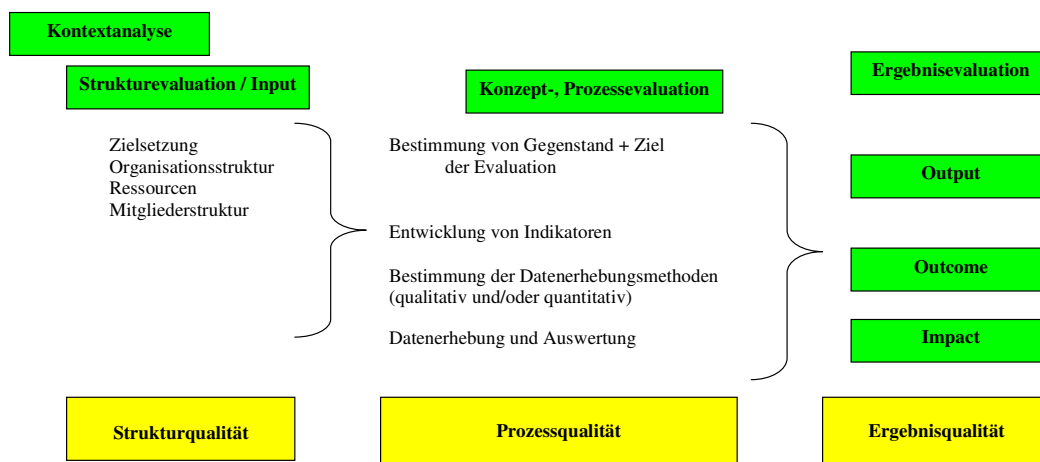 Kontextanalyse
Strukturevaluation / Input
Zielsetzung
Organisationsstruktur
Ressourcen
Mitgliederstruktur
Konzept-, Prozessevaluation
Bestimmung von Gegenstand + Ziel
der Evaluation
Entwicklung von Indikatoren
Bestimmung der Datenerhebungsmethoden
(qualitativ und/oder quantitativ)
Datenerhebung und Auswertung
Ergebnisevaluation
Output
Outcome
Impact
Strukturqualität
Prozessqualität
Ergebnisqualität